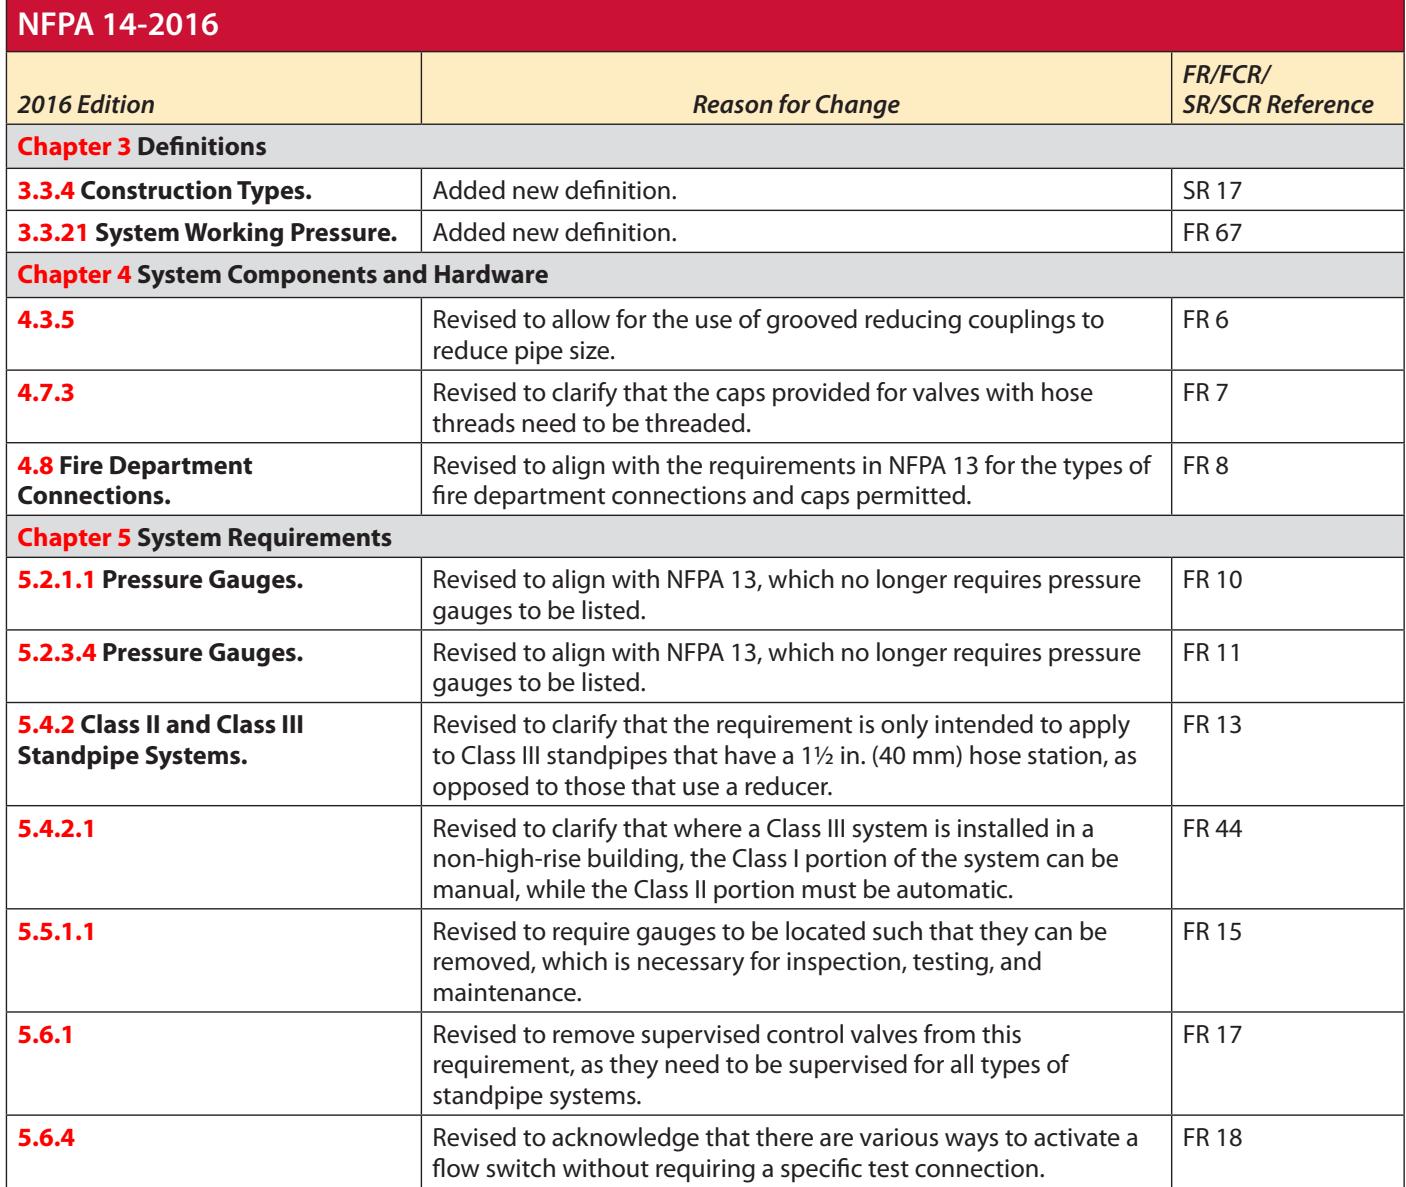 NFPA 14-2016
2016 Edition
Reason for Change
FR/FCR/
SR/SCR Reference
Chapter 3 Definitions
3.3.4 Construction Types.
Added new definition.
SR 17
3.3.21 System Working Pressure.
Added new definition.
FR 67
Chapter 4 System Components and Hardware
4.3.5
Revised to allow for the use of grooved reducing couplings to
reduce pipe size.
FR 6
4.7.3
Revised to clarify that the caps provided for valves with hose
threads need to be threaded.
FR 7
4.8 Fire Department
Connections.
Revised to align with the requirements in NFPA 13 for the types of
fire department connections and caps permitted.
FR 8
Chapter 5 System Requirements
5.2.1.1 Pressure Gauges.
Revised to align with NFPA 13, which no longer requires pressure
gauges to be listed.
FR 10
5.2.3.4 Pressure Gauges.
Revised to align with NFPA 13, which no longer requires pressure
gauges to be listed.
FR 11
5.4.2 Class II and Class III
Standpipe Systems.
Revised to clarify that the requirement is only intended to apply
to Class III standpipes that have a 1½ in. (40 mm) hose station, as
opposed to those that use a reducer.
FR 13
5.4.2.1
Revised to clarify that where a Class III system is installed in a
non-high-rise building, the Class I portion of the system can be
manual, while the Class II portion must be automatic.
FR 44
5.5.1.1
Revised to require gauges to be located such that they can be
removed, which is necessary for inspection, testing, and
maintenance.
FR 15
5.6.1
Revised to remove supervised control valves from this
requirement, as they need to be supervised for all types of
standpipe systems.
FR 17
5.6.4
Revised to acknowledge that there are various ways to activate a
flow switch without requiring a specific test connection.
FR 18